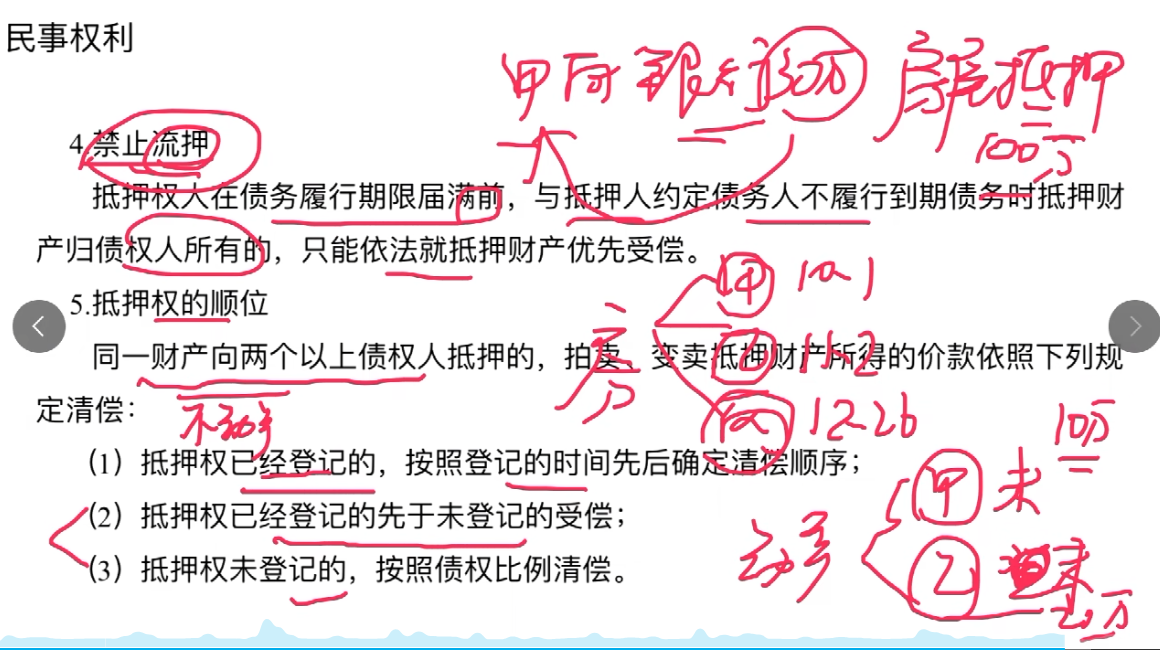 民事权利
甲向银行 房屋抵押
100万
4.禁止流押
抵押权人在债务履行期限届满前，与抵押人约定债务人不履行到期债务时抵押财
产归债权人所有的，只能依法就抵押财产优先受偿。
甲 10.1
5.抵押权的顺位
房
乙 11.2
同一财产向两个以上债权人抵押的，拍卖、变卖抵押财产所得的价款依照下列规
定清偿：
不动产
丙 12.26
10万
（1）抵押权已经登记的，按照登记的时间先后确定清偿顺序；
甲 未
（2）抵押权已经登记的先于未登记的受偿；
动产
（3）抵押权未登记的，按照债权比例清偿。
乙 未
20万